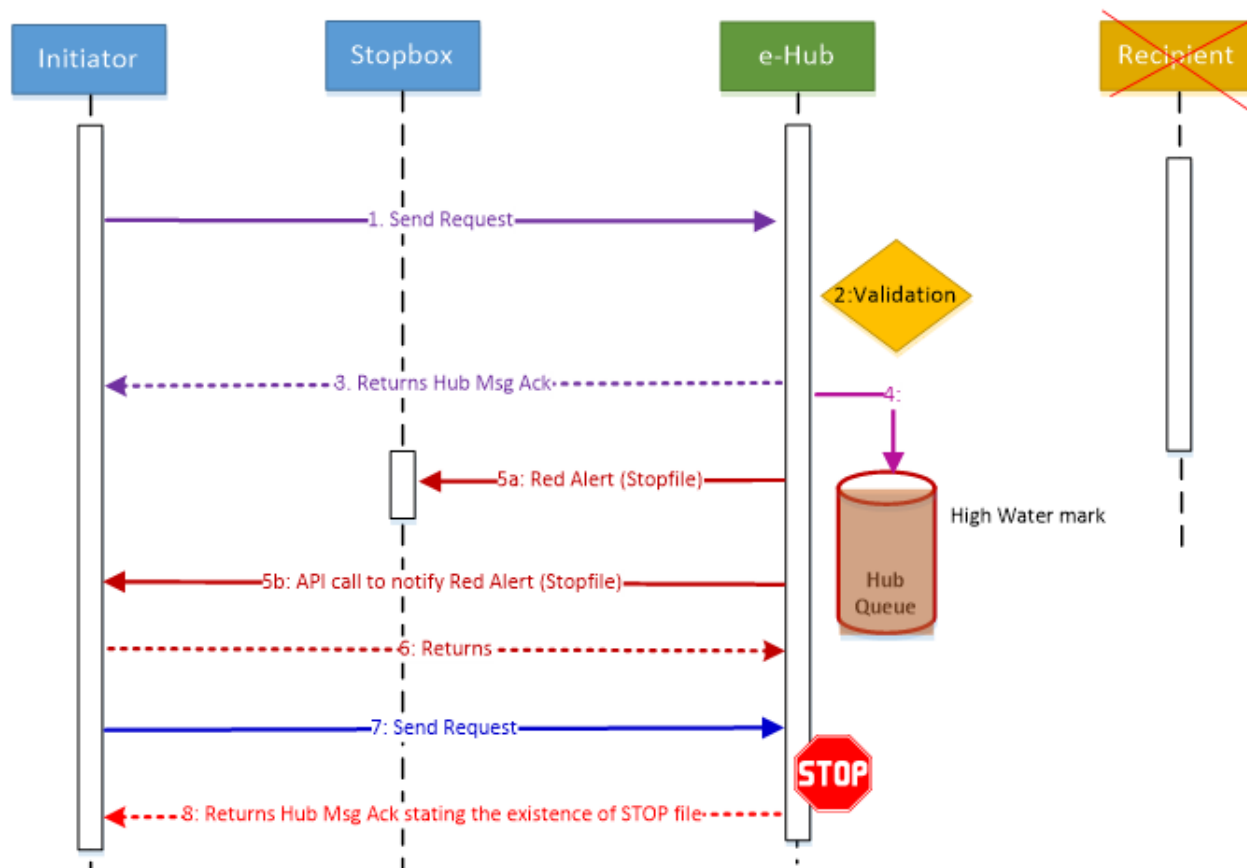 Initiator
Stopbox
e-Hub
Recipient
1. Send Request
2:Validation
3. Returns Hub Msg Ack
4:
5a: Red Alert (Stopfile)
High Water mark
5b: API call to notify Red Alert (Stopfile)
Hub
Queue
6: Returns
7: Send Request
STOP
8: Returns Hub Msg Ack stating the existence of STOP file